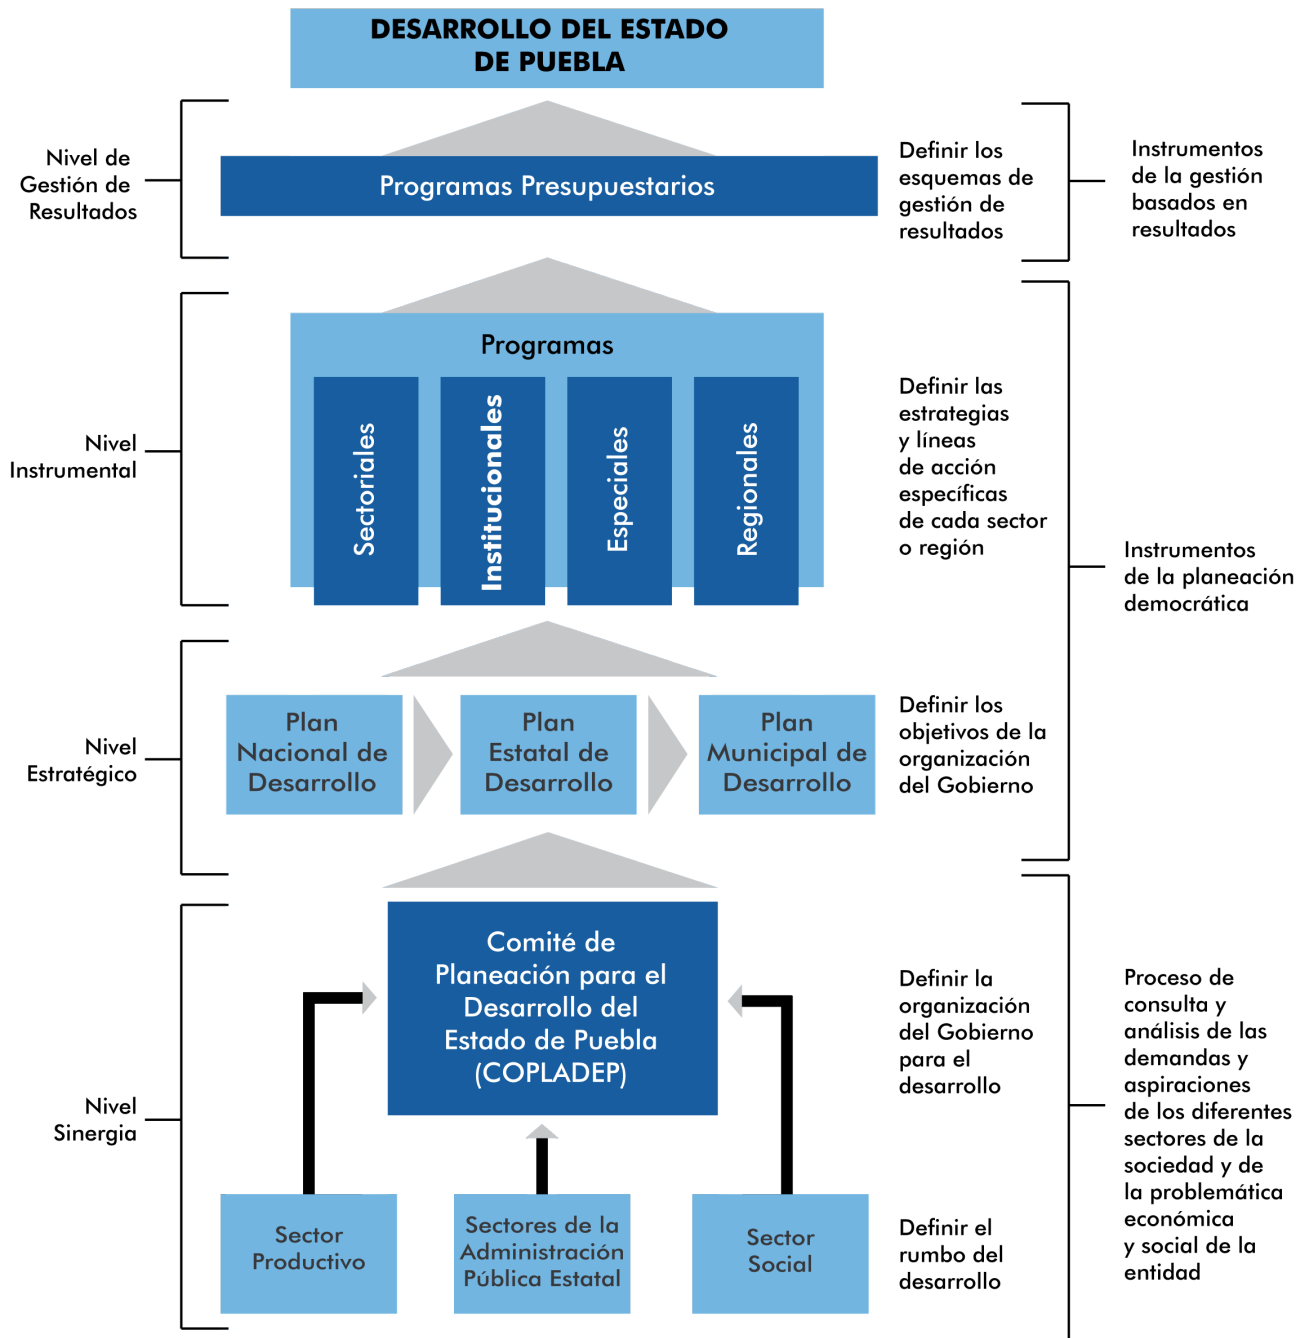 DESARROLLO DEL ESTADO
DE PUEBLA
Nivel de
Gestión de
Resultados
Programas Presupuestarios
Definir los
esquemas de
gestión de
resultados
Instrumentos
de la gestión
basados en
resultados
Nivel
Instrumental
Programas
Sectoriales
Institucionales
Especiales
Regionales
Definir las
estrategias
y líneas
de acción
específicas
de cada sector
o región
Instrumentos
de la planeación
democrática
Nivel
Estratégico
Plan
Nacional de
Desarrollo
Plan
Estatal de
Desarrollo
Plan
Municipal de
Desarrollo
Definir los
objetivos de la
organización
del Gobierno
Nivel
Sinergia
Comité de
Planeación para el
Desarrollo del
Estado de Puebla
(COPLADEP)
Definir la
organización
del Gobierno
para el
desarrollo
Proceso de
consulta y
análisis de las
demandas y
aspiraciones
de los diferentes
sectores de la
sociedad y de
la problemática
económica
y social de la
entidad
Sector
Productivo
Sectores de la
Administración
Pública Estatal
Sector
Social
Definir el
rumbo del
desarrollo